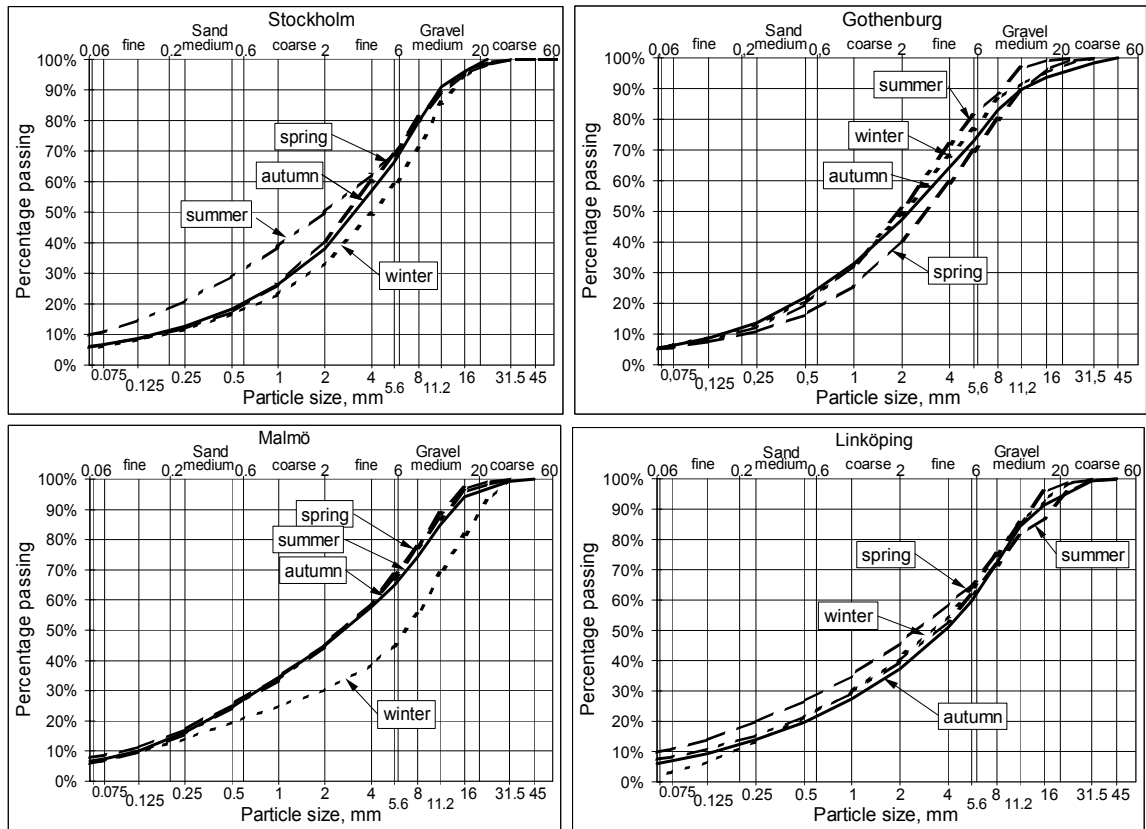 Stockholm
Sand Gravel
0.06 fine 0.2 medium 0.6 coarse 2 fine 6 medium 20 coarse 60
100%
90%
80%
70%
60%
50%
40%
30%
20%
10%
0%
Percentage passing
spring
autumn
summer
winter
0.075 0.125 0.25 0.5 1 2 4 5.6 8 11.2 16 31.5 45
Particle size, mm
Gothenburg
Sand Gravel
0.06 fine 0,2 medium 0,6 coarse 2 fine 6 medium 20 coarse 60
100%
90%
80%
70%
60%
50%
40%
30%
20%
10%
0%
Percentage passing
summer
winter
autumn
spring
0,075 0,125 0.25 0.5 1 2 4 5,6 8 11,2 16 31,5 45
Particle size, mm
Malmö
Sand Gravel
0.06 fine 0.2 medium 0.6 coarse 2 fine 6 medium 20 coarse 60
100%
90%
80%
70%
60%
50%
40%
30%
20%
10%
0%
Percentage passing
spring
summer
autumn
winter
0.075 0.125 0.25 0.5 1 2 4 5.6 8 11.2 16 31.5 45
Particle size, mm
Linköping
Sand Gravel
0.06 fine 0,2 medium 0,6 coarse 2 fine 6 medium 20 coarse 60
100%
90%
80%
70%
60%
50%
40%
30%
20%
10%
0%
Percentage passing
spring
summer
winter
autumn
0.075 0.125 0.25 0.5 1 2 4 5,6 8 11.2 16 31.5 45
Particle size, mm